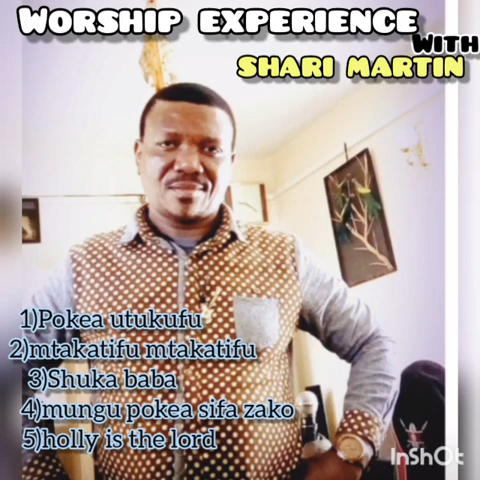 WORSHIP EXPERIENCE
WITH
SHARI MARTIN
1)Pokea utukufu
2)mtakatifu mtakatifu
3)Shuka baba
4)mungu pokea sifa zako
5)holly is the lord
InShOt